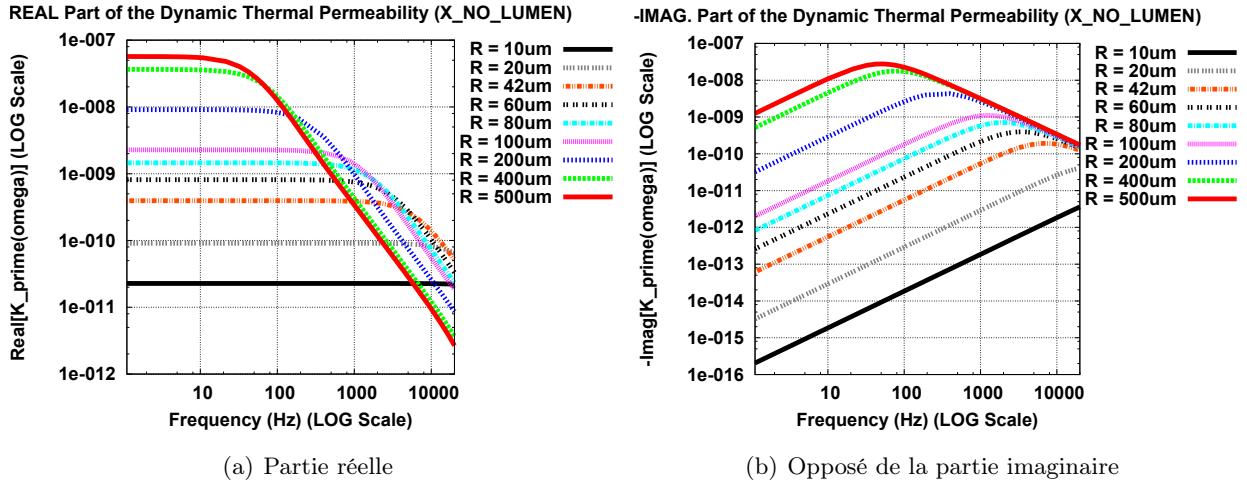 REAL Part of the Dynamic Thermal Permeability (X_NO_LUMEN)
Real[K_prime(omega)] (LOG Scale)
1e-007
1e-008
1e-009
1e-010
1e-011
1e-012
10
100
1000
10000
Frequency (Hz) (LOG Scale)
R = 10um
R = 20um
R = 42um
R = 60um
R = 80um
R = 100um
R = 200um
R = 400um
R = 500um
(a) Partie réelle
-IMAG. Part of the Dynamic Thermal Permeability (X_NO_LUMEN)
-Imag[K_prime(omega)] (LOG Scale)
1e-007
1e-008
1e-009
1e-010
1e-011
1e-012
1e-013
1e-014
1e-015
1e-016
10
100
1000
10000
Frequency (Hz) (LOG Scale)
R = 10um
R = 20um
R = 42um
R = 60um
R = 80um
R = 100um
R = 200um
R = 400um
R = 500um
(b) Opposé de la partie imaginaire